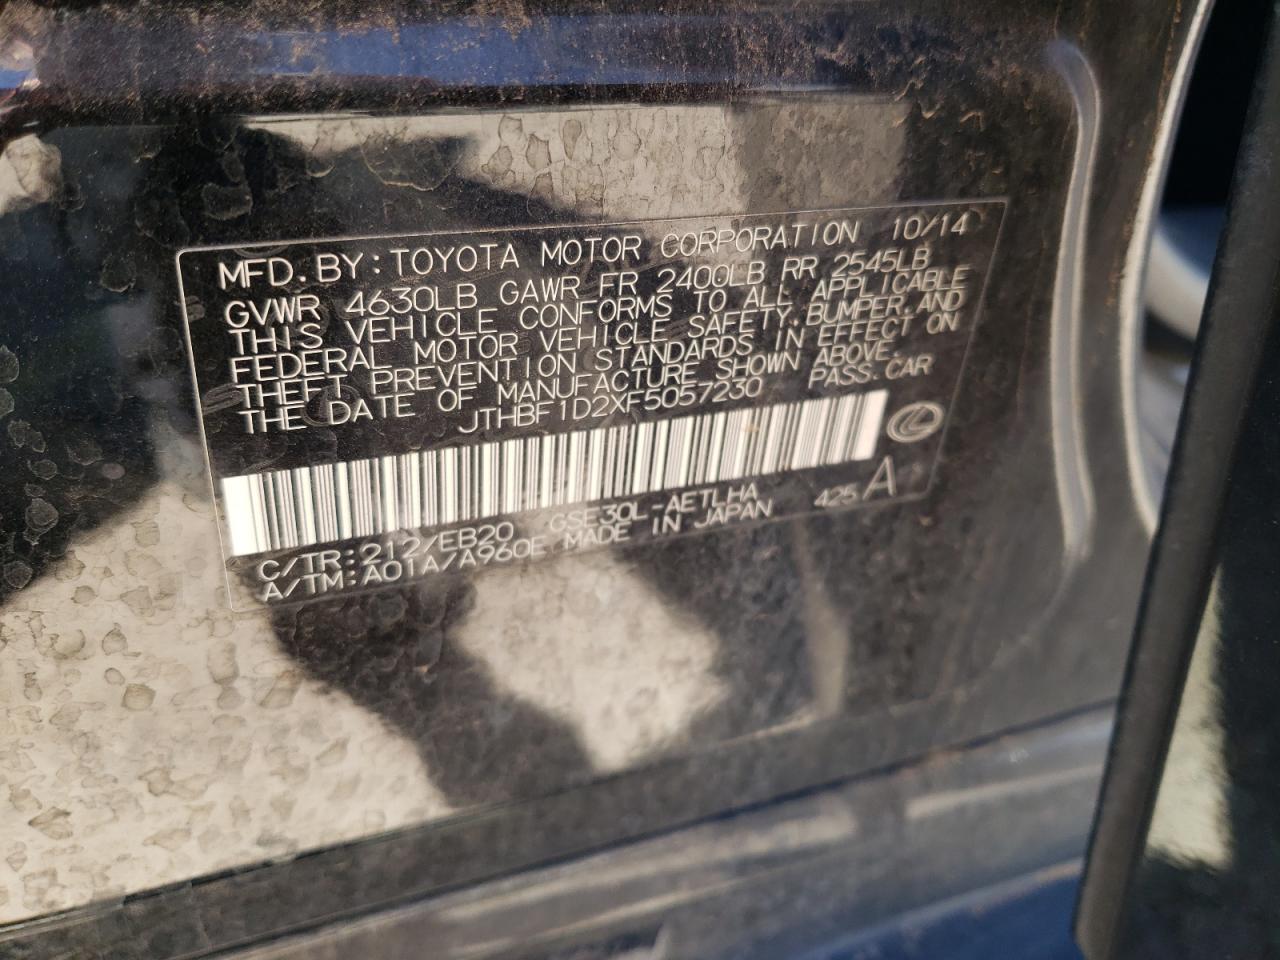 MFD.BY:TOYOTA MOTOR CORPORATION 10/14
GVWR 4630LB GAWR FR 2400LB RR 2545LB
THIS VEHICLE CONFORMS TO ALL APPLICABLE
FEDERAL MOTOR VEHICLE SAFETY,BUMPER,AND
THEFT PREVENTION STANDARDS IN EFFECT ON
THE DATE OF MANUFACTURE SHOWN ABOVE.
JTHBF1D2XF5057230 PASS.CAR
C/TR:212/EB20 GSE30L-AETLHA 425 A
A/TM:A01A/A960E MADE IN JAPAN